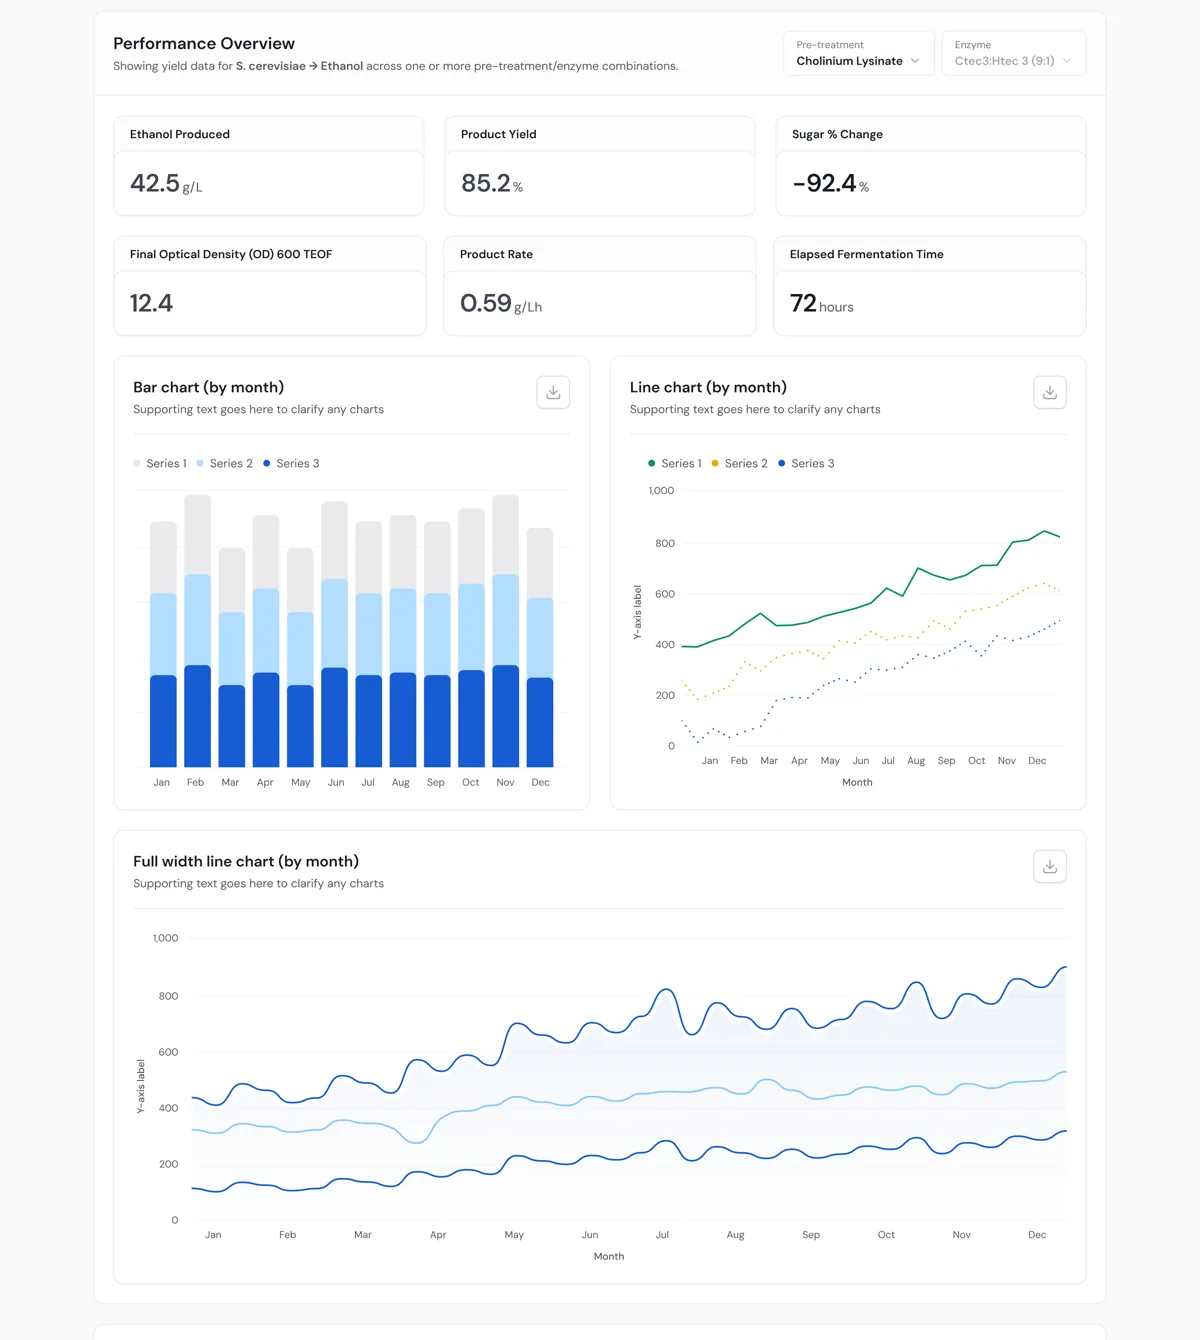 Performance Overview
Showing yield data for S. cerevisiae → Ethanol across one or more pre-treatment/enzyme combinations.
Pre-treatment
Cholinium Lysinate
Enzyme
Ctec3:Htec 3 (9:1)
Ethanol Produced
42.5 g/L
Product Yield
85.2 %
Sugar % Change
-92.4 %
Final Optical Density (OD) 600 TEOF
12.4
Product Rate
0.59 g/Lh
Elapsed Fermentation Time
72 hours
Bar chart (by month)
Supporting text goes here to clarify any charts
Series 1 Series 2 Series 3
Jan Feb Mar Apr May Jun Jul Aug Sep Oct Nov Dec
Line chart (by month)
Supporting text goes here to clarify any charts
Series 1 Series 2 Series 3
1,000
800
600
400
200
0
Y-axis label
Jan Feb Mar Apr May Jun Jul Aug Sep Oct Nov Dec
Month
Full width line chart (by month)
Supporting text goes here to clarify any charts
1,000
800
600
400
200
0
Y-axis label
Jan Feb Mar Apr May Jun Jul Aug Sep Oct Nov Dec
Month